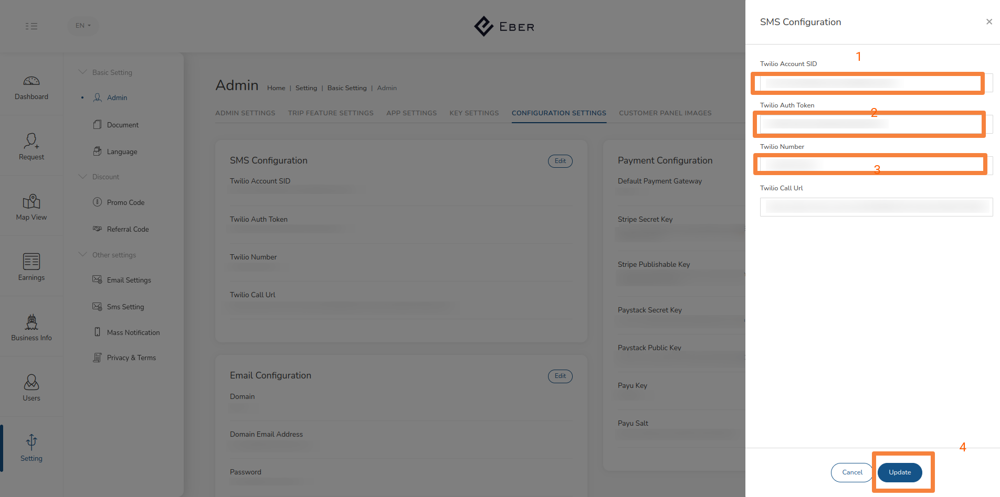 EN
EBER
Dashboard
Request
Map View
Earnings
Business Info
Users
Setting
Basic Setting
Admin
Document
Language
Discount
Promo Code
Referral Code
Other settings
Email Settings
Sms Setting
Mass Notification
Privacy & Terms
Admin Home | Setting | Basic Setting | Admin
ADMIN SETTINGS TRIP FEATURE SETTINGS APP SETTINGS KEY SETTINGS CONFIGURATION SETTINGS CUSTOMER PANEL IMAGES
SMS Configuration Edit
Twilio Account SID
Twilio Auth Token
Twilio Number
Twilio Call Url
Email Configuration Edit
Domain
Domain Email Address
Password
Payment Configuration
Default Payment Gateway
Stripe Secret Key
Stripe Publishable Key
Paystack Secret Key
Paystack Public Key
Payu Key
Payu Salt
SMS Configuration ×
1
Twilio Account SID
Twilio Auth Token
2
Twilio Number
3
Twilio Call Url
4
Cancel Update